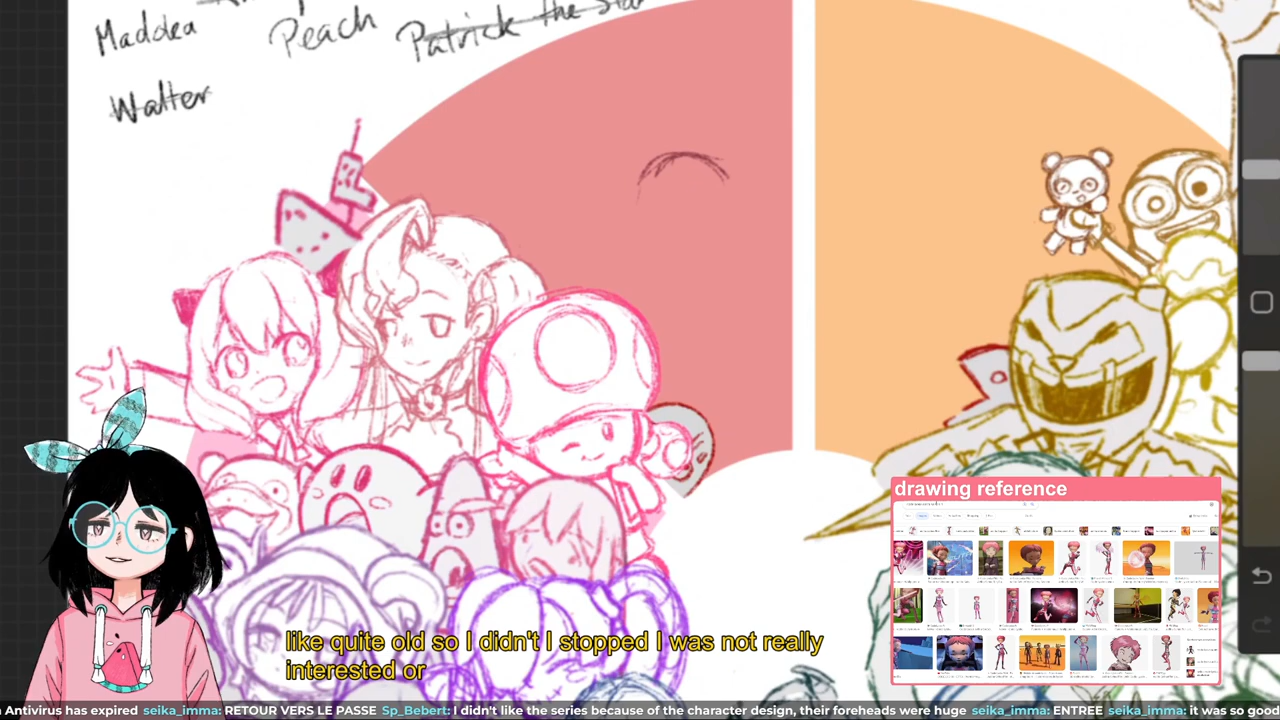 Maddea
Peach
Patrick the Star
Walter
drawing reference
like quite old so I didn't I stopped I was not really
interested or
Antivirus has expired seika_imma: RETOUR VERS LE PASSE Sp_Bebert: I didn't like the series because of the character design, their foreheads were huge seika_imma: ENTREE seika_imma: it was so good